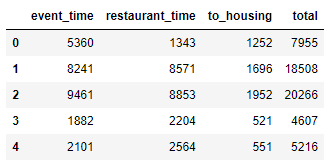 event_time restaurant_time to_housing total
0 5360 1343 1252 7955
1 8241 8571 1696 18508
2 9461 8853 1952 20266
3 1882 2204 521 4607
4 2101 2564 551 5216